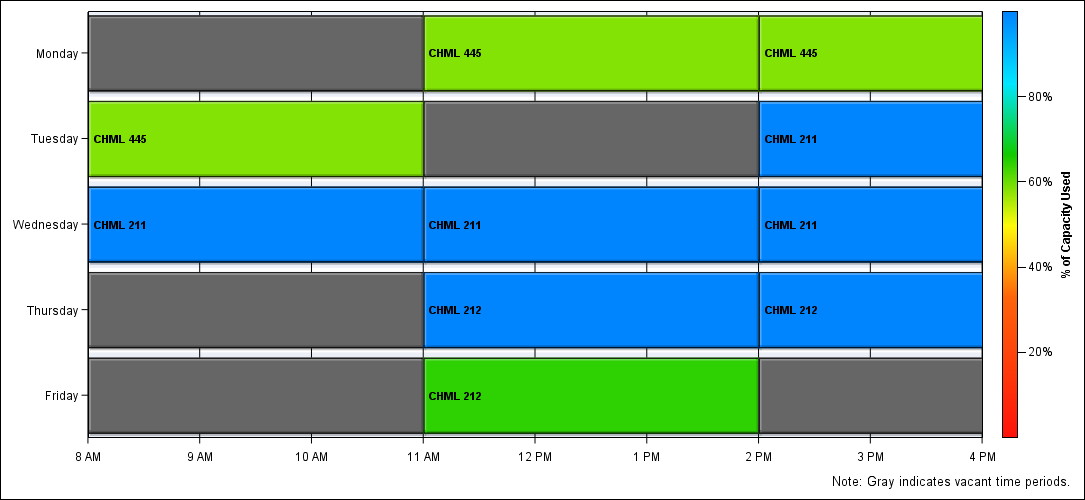 Monday
CHML 445
CHML 445
Tuesday
CHML 445
CHML 211
Wednesday
CHML 211
CHML 211
CHML 211
Thursday
CHML 212
CHML 212
Friday
CHML 212
8 AM
9 AM
10 AM
11 AM
12 PM
1 PM
2 PM
3 PM
4 PM
80%
60%
40%
20%
% of Capacity Used
Note: Gray indicates vacant time periods.